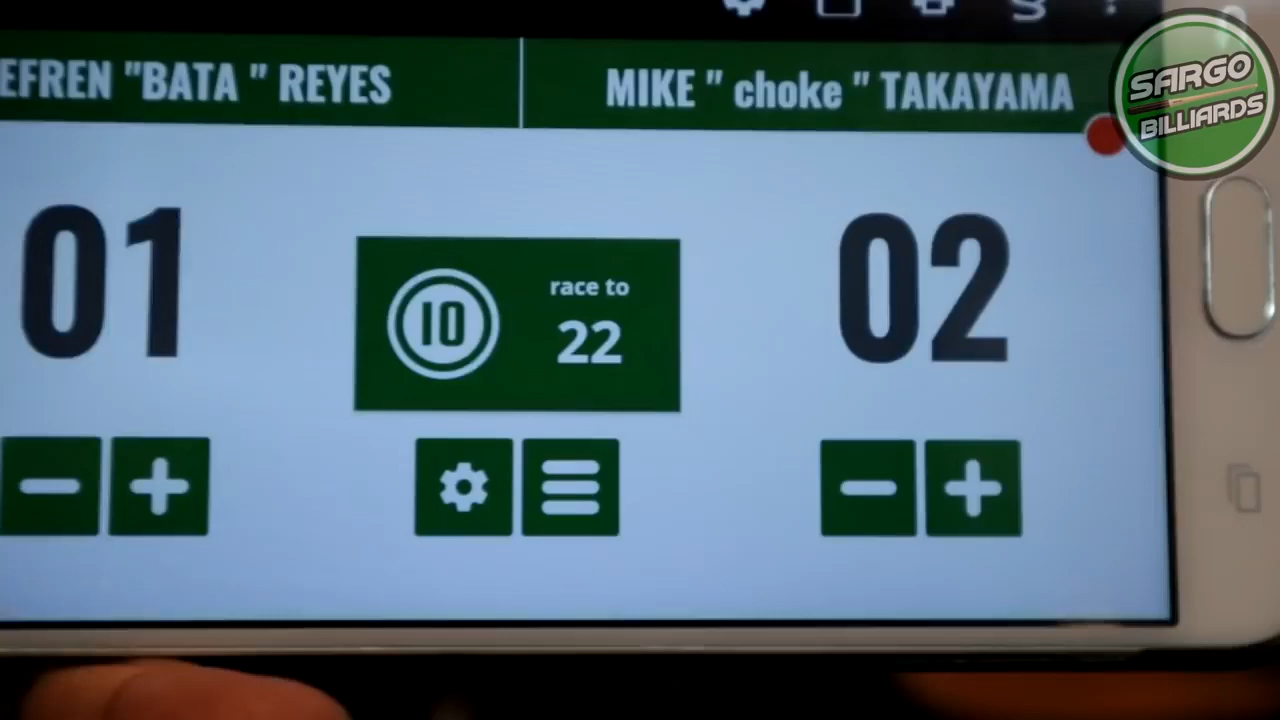 EFREN "BATA " REYES
MIKE " choke " TAKAYAMA
SARGO
BILLIARDS
01
10
race to
22
02